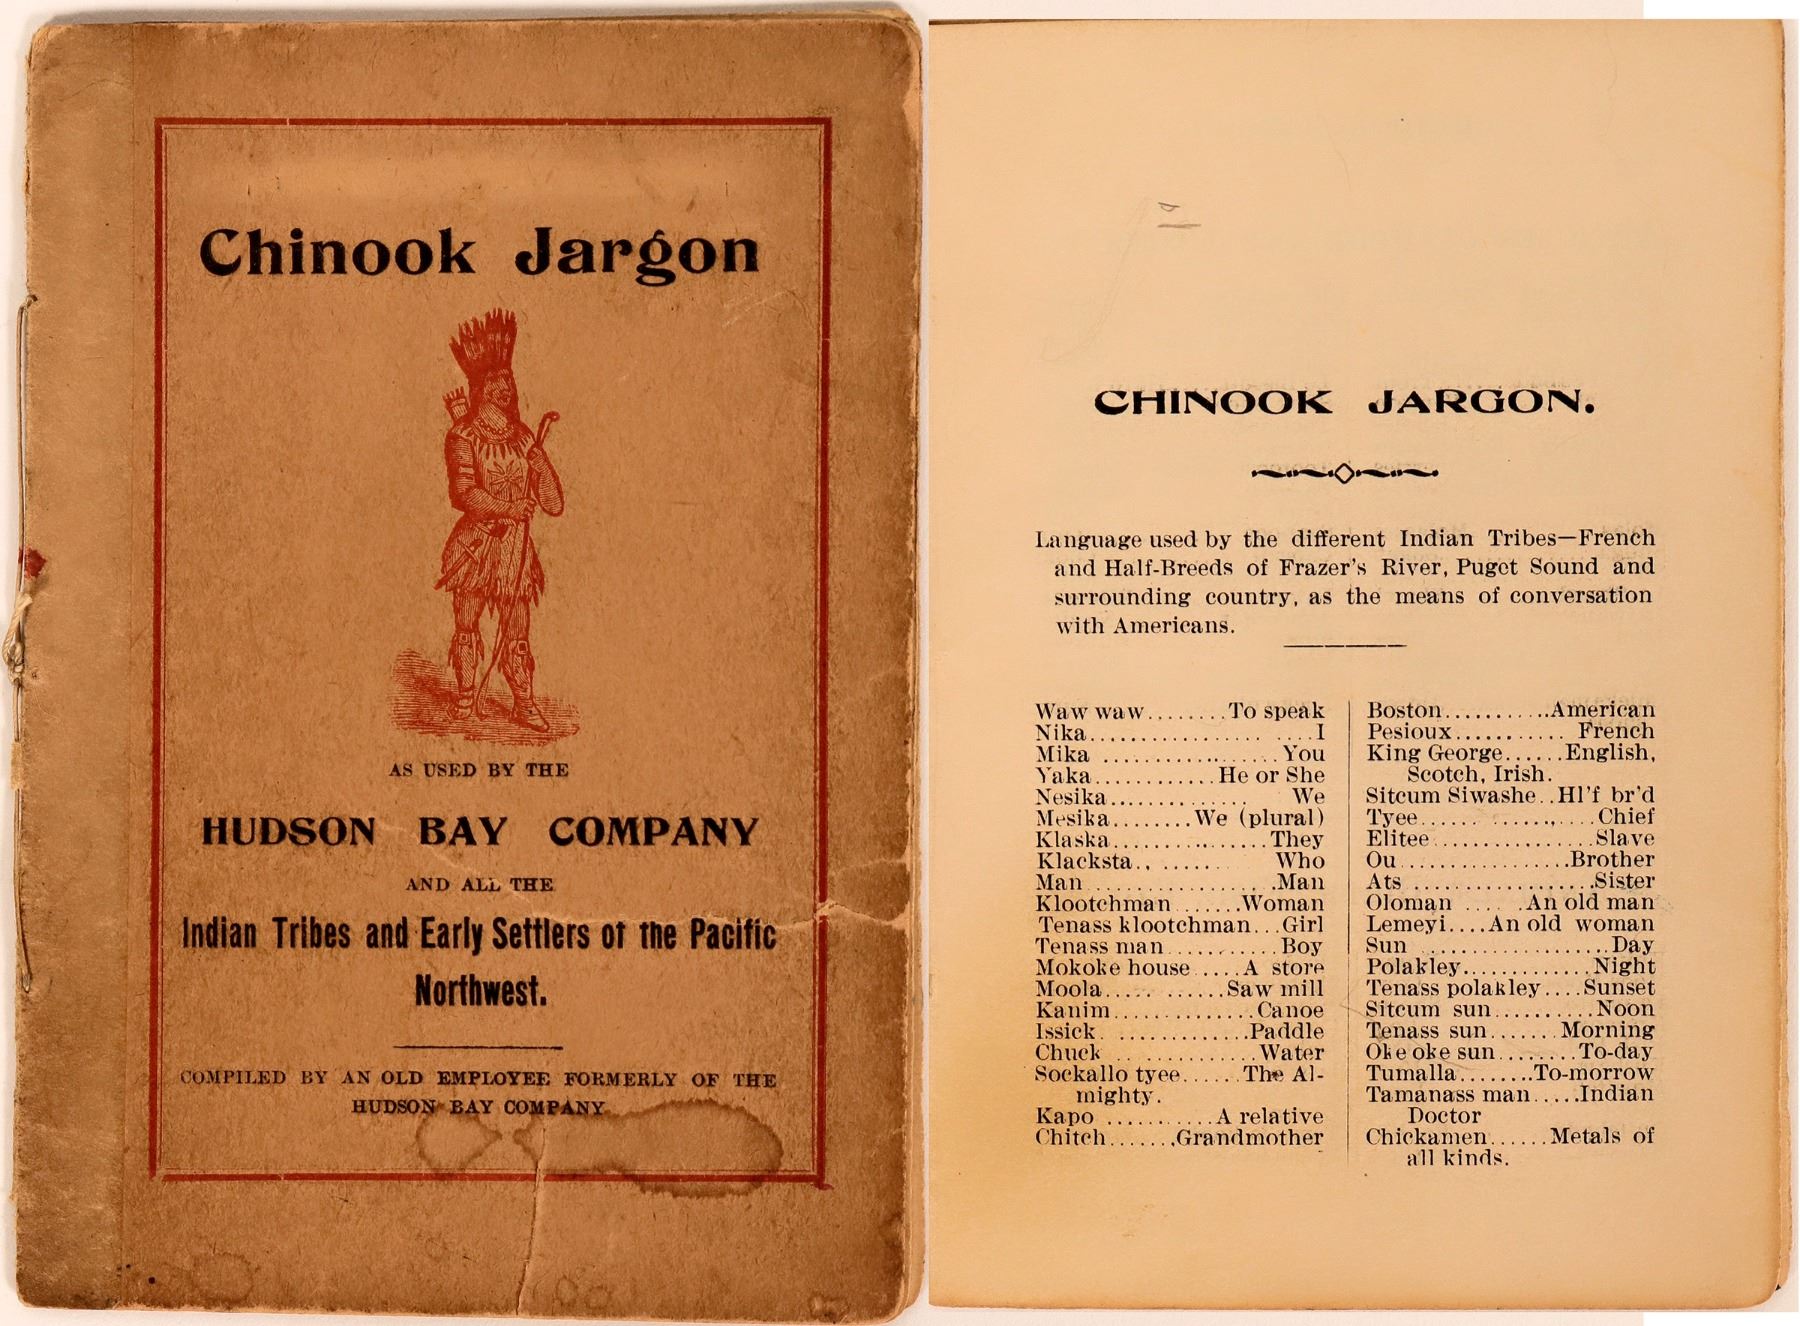 Chinook Jargon
AS USED BY THE
HUDSON BAY COMPANY
AND ALL THE
Indian Tribes and Early Settlers of the Pacific
Northwest.
COMPILED BY AN OLD EMPLOYEE FORMERLY OF THE
HUDSON BAY COMPANY
CHINOOK JARGON.
Language used by the different Indian Tribes—French
and Half-Breeds of Frazer's River, Puget Sound and
surrounding country, as the means of conversation
with Americans.
Waw waw........To speak
Nika.....................I
Mika ...................You
Yaka............He or She
Nesika.............. We
Mesika........We (plural)
Klaska................They
Klacksta........ Who
Man ..................Man
Klootchman.......Woman
Tenass klootchman...Girl
Tenass man...........Boy
Mokoke house.....A store
Moola............Saw mill
Kanim..............Canoe
Issick..............Paddle
Chuck ..............Water
Sockallo tyee......The Al-
mighty.
Kapo ...........A relative
Chitch.......Grandmother
Boston...........American
Pesioux........... French
King George......English,
Scotch, Irish.
Sitcum Siwashe..Hl'f br'd
Tyee.................Chief
Elitee................Slave
Ou.................Brother
Ats ..................Sister
Oloman ......An old man
Lemeyi....An old woman
Sun ...................Day
Polakley.............Night
Tenass polakley....Sunset
Sitcum sun..........Noon
Tenass sun.......Morning
Oke oke sun........To-day
Tumalla........To-morrow
Tamanass man.....Indian
Doctor
Chickamen......Metals of
all kinds.